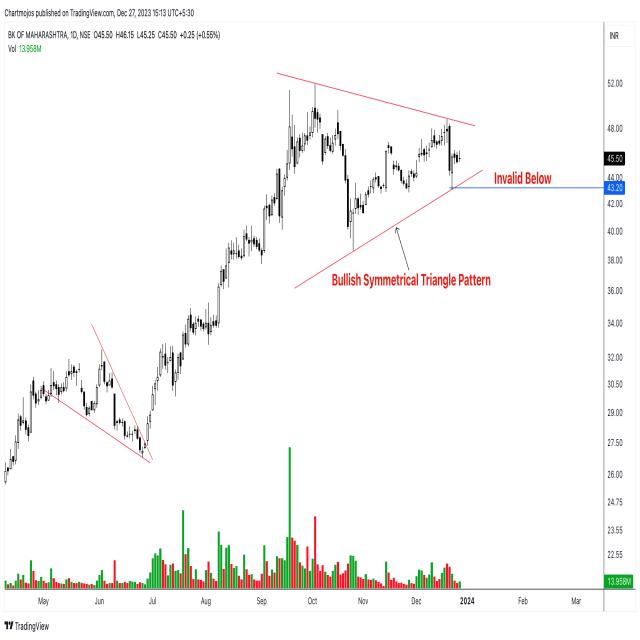 Chartmojos published on TradingView.com, Dec 27, 2023 15:13 UTC+5:30
BK OF MAHARASHTRA, 1D, NSE O45.50 H46.15 L45.25 C45.50 +0.25 (+0.55%)
INR
Vol 13.958M
52.00
48.00
45.50
44.00
Invalid Below
43.20
42.00
40.00
38.00
Bullish Symmetrical Triangle Pattern
36.00
34.00
32.00
30.50
29.00
27.50
26.00
24.75
23.55
22.55
13.958M
May Jun Jul Aug Sep Oct Nov Dec 2024 Feb Mar
TradingView